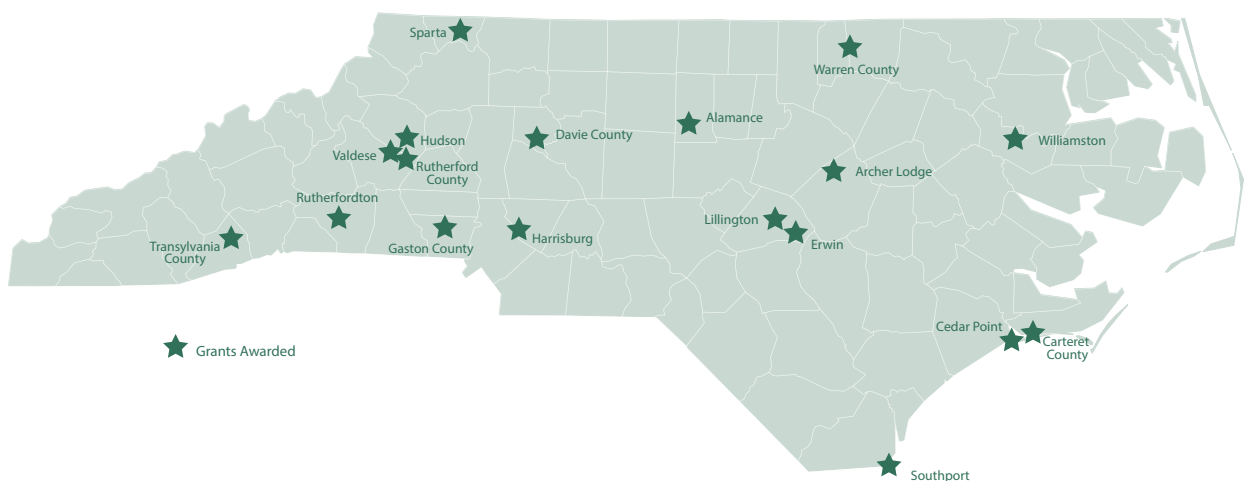 Sparta
Warren County
Alamance
Hudson
Davie County
Williamston
Valdese
Rutherford
County
Archer Lodge
Rutherfordton
Lillington
Transylvania
County
Gaston County
Harrisburg
Erwin
Cedar Point
Carteret
County
Grants Awarded
Southport